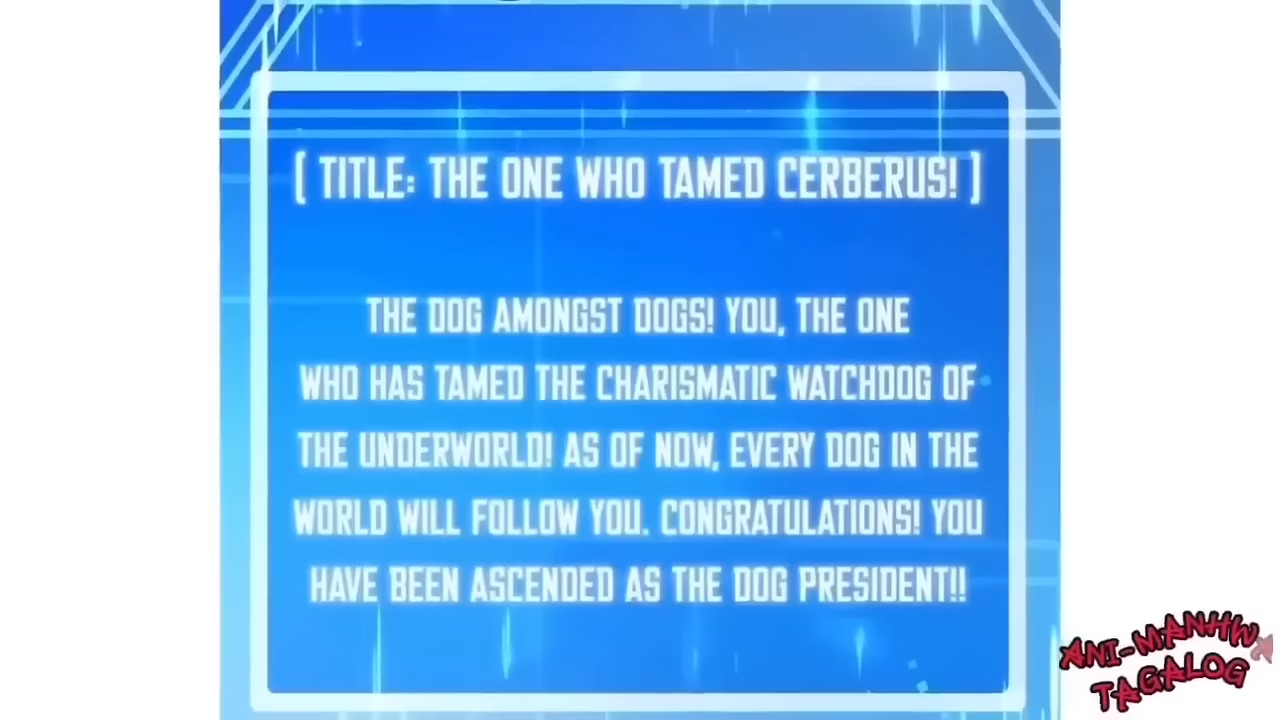 [ TITLE: THE ONE WHO TAMED CERBERUS! ]
THE DOG AMONGST DOGS! YOU, THE ONE
WHO HAS TAMED THE CHARISMATIC WATCHDOG OF
THE UNDERWORLD! AS OF NOW, EVERY DOG IN THE
WORLD WILL FOLLOW YOU. CONGRATULATIONS! YOU
HAVE BEEN ASCENDED AS THE DOG PRESIDENT!!
ANI-MANHWA
TAGALOG